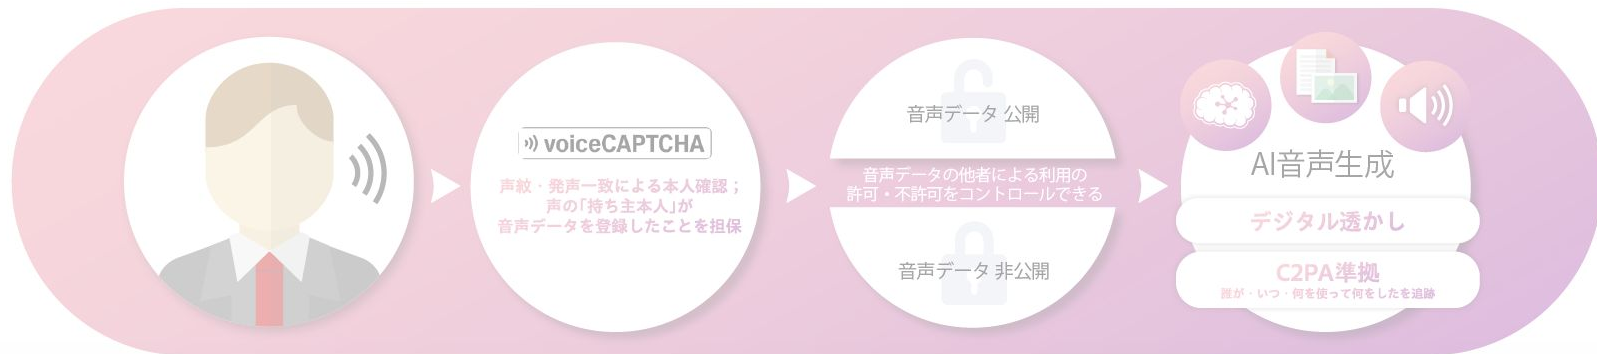 voiceCAPTCHA
声紋・発声一致による本人確認；
声の「持ち主本人」が
音声データを登録したことを担保
音声データ 公開
音声データの他者による利用の
許可・不許可をコントロールできる
音声データ 非公開
AI音声生成
デジタル透かし
C2PA準拠
誰が・いつ・何を使って何をしたを追跡